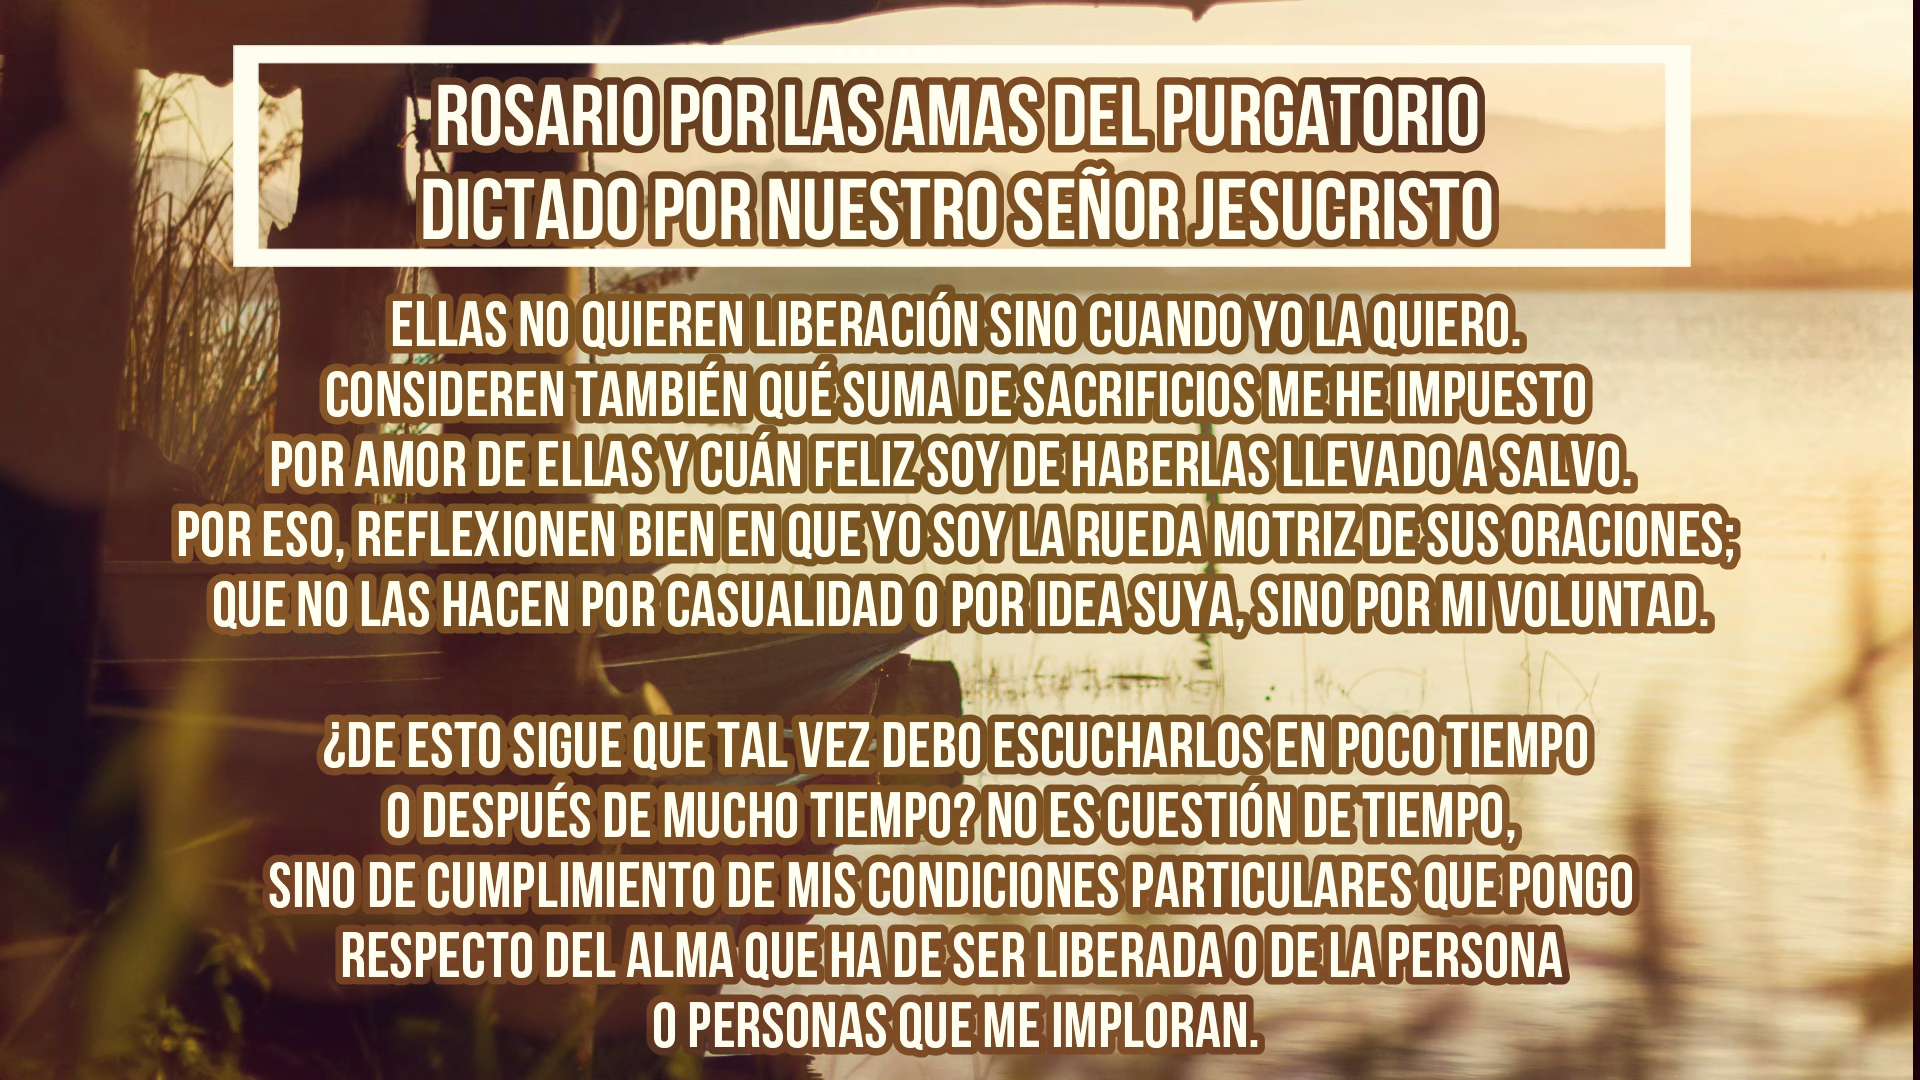 ROSARIO POR LAS AMAS DEL PURGATORIO
DICTADO POR NUESTRO SEÑOR JESUCRISTO
ELLAS NO QUIEREN LIBERACIÓN SINO CUANDO YO LA QUIERO.
CONSIDEREN TAMBIÉN QUÉ SUMA DE SACRIFICIOS ME HE IMPUESTO
POR AMOR DE ELLAS Y CUÁN FELIZ SOY DE HABERLAS LLEVADO A SALVO.
POR ESO, REFLEXIONEN BIEN EN QUE YO SOY LA RUEDA MOTRIZ DE SUS ORACIONES;
QUE NO LAS HACEN POR CASUALIDAD O POR IDEA SUYA, SINO POR MI VOLUNTAD.
¿DE ESTO SIGUE QUE TAL VEZ DEBO ESCUCHARLOS EN POCO TIEMPO
O DESPUÉS DE MUCHO TIEMPO? NO ES CUESTIÓN DE TIEMPO,
SINO DE CUMPLIMIENTO DE MIS CONDICIONES PARTICULARES QUE PONGO
RESPECTO DEL ALMA QUE HA DE SER LIBERADA O DE LA PERSONA
O PERSONAS QUE ME IMPLORAN.